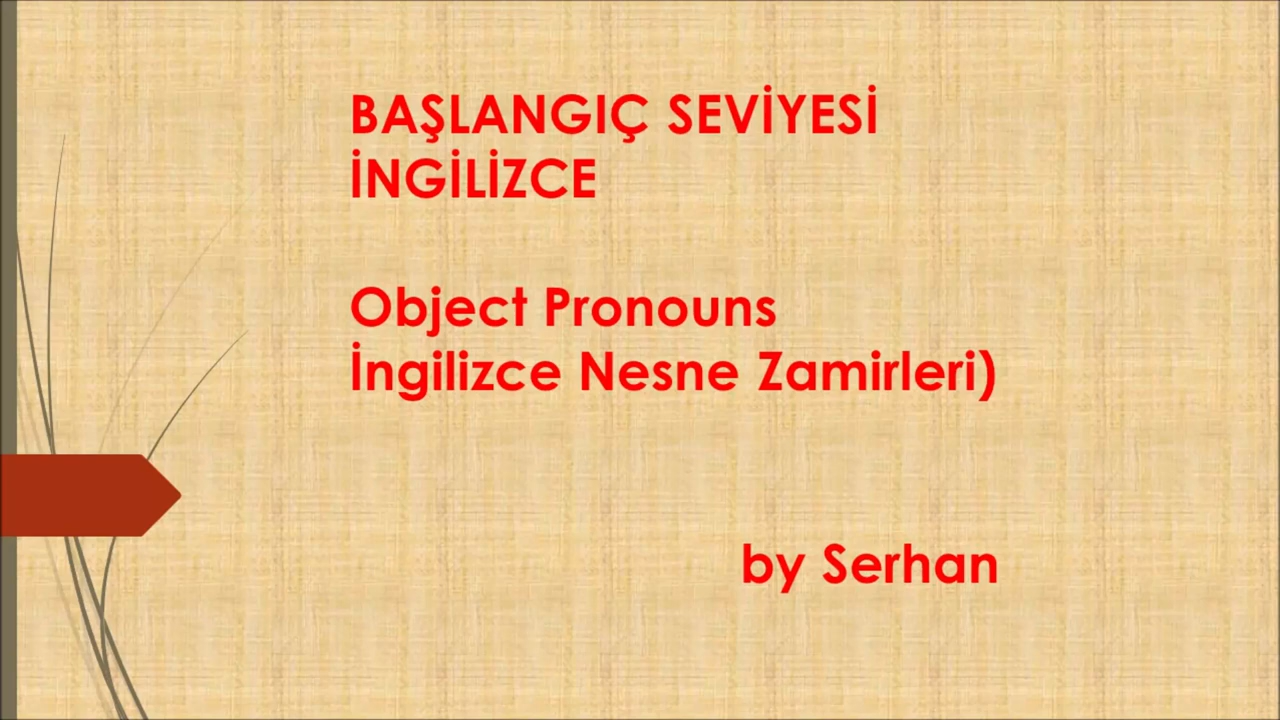 BAŞLANGIÇ SEVİYESİ
İNGİLİZCE
Object Pronouns
İngilizce Nesne Zamirleri)
by Serhan